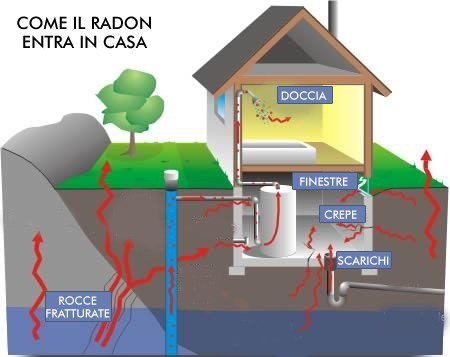 COME IL RADON
ENTRA IN CASA
DOCCIA
FINESTRE
CREPE
SCARICHI
ROCCE
FRATTURATE